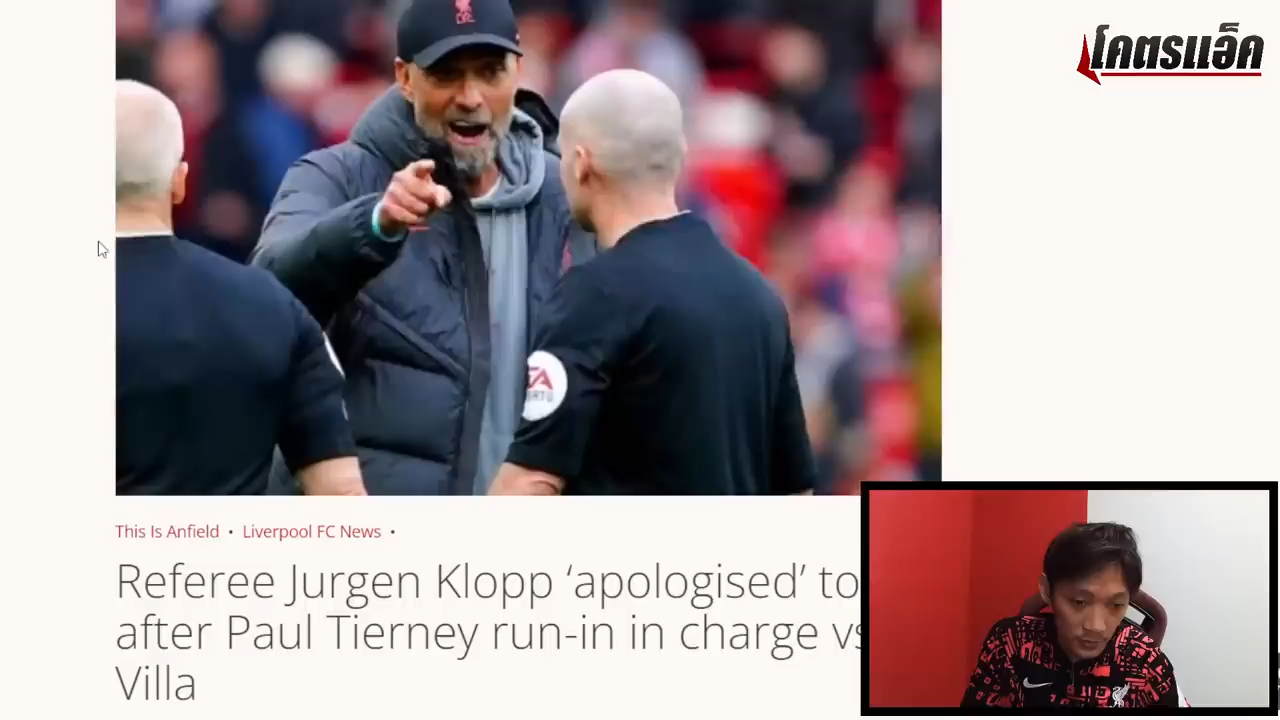 โคตรแอ็ค
This Is Anfield • Liverpool FC News •
Referee Jurgen Klopp ‘apologised’ to
after Paul Tierney run-in in charge vs
Villa